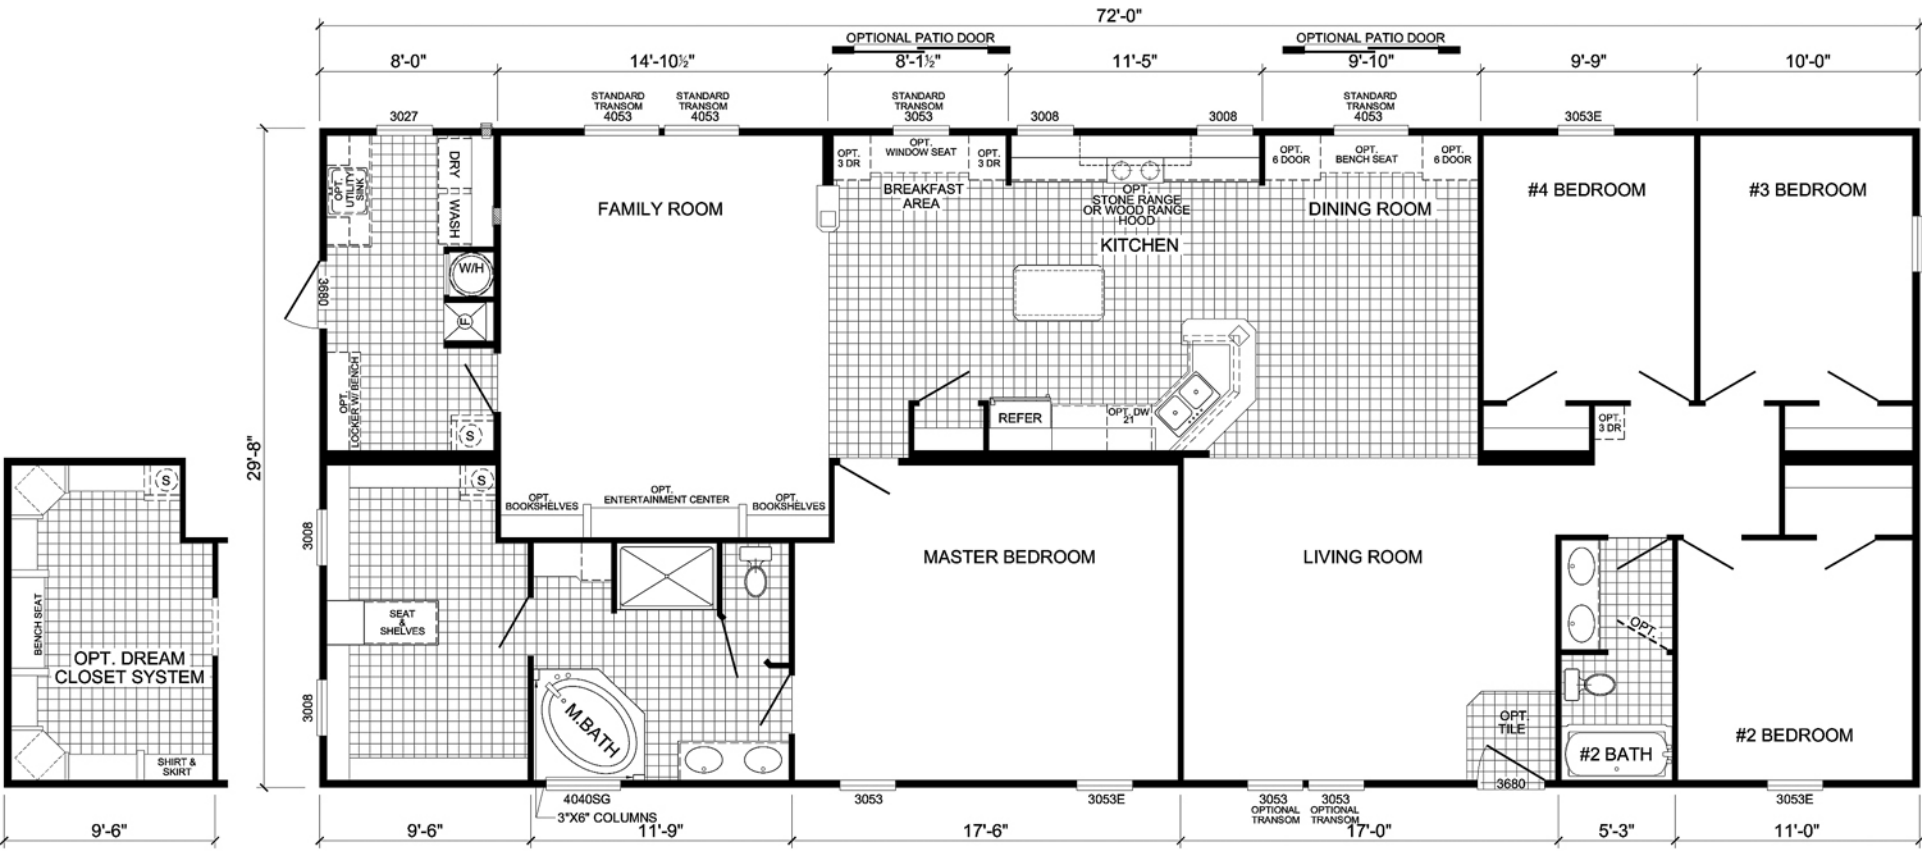 72'-0"
OPTIONAL PATIO DOOR
OPTIONAL PATIO DOOR
8'-0"
14'-10½"
8'-1½"
11'-5"
9'-10"
9'-9"
10'-0"
STANDARD
TRANSOM
4053
STANDARD
TRANSOM
4053
STANDARD
TRANSOM
3053
STANDARD
TRANSOM
4053
3027
3008
3008
3053E
OPT.
UTILITY
SINK
DRY
WASH
W/H
F
3680
OPT.
LOCKER W/BENCH
S
FAMILY ROOM
OPT.
3 DR
OPT.
WINDOW SEAT
OPT.
3 DR
BREAKFAST
AREA
OPT.
STONE RANGE
OR WOOD RANGE
HOOD
KITCHEN
OPT.
6 DOOR
OPT.
BENCH SEAT
OPT.
6 DOOR
DINING ROOM
#4 BEDROOM
#3 BEDROOM
REFER
OPT. DW
21
OPT.
3 DR
29'-8"
S
BENCH SEAT
OPT. DREAM
CLOSET SYSTEM
SHIRT &
SKIRT
9'-6"
3008
3008
S
SEAT
&
SHELVES
OPT.
BOOKSHELVES
OPT.
ENTERTAINMENT CENTER
OPT.
BOOKSHELVES
M.BATH
MASTER BEDROOM
LIVING ROOM
OPT.
TILE
3680
OPT.
#2 BATH
#2 BEDROOM
4040SG
3"X6" COLUMNS
3053
3053E
3053
OPTIONAL
TRANSOM
3053
OPTIONAL
TRANSOM
3053E
9'-6"
11'-9"
17'-6"
17'-0"
5'-3"
11'-0"